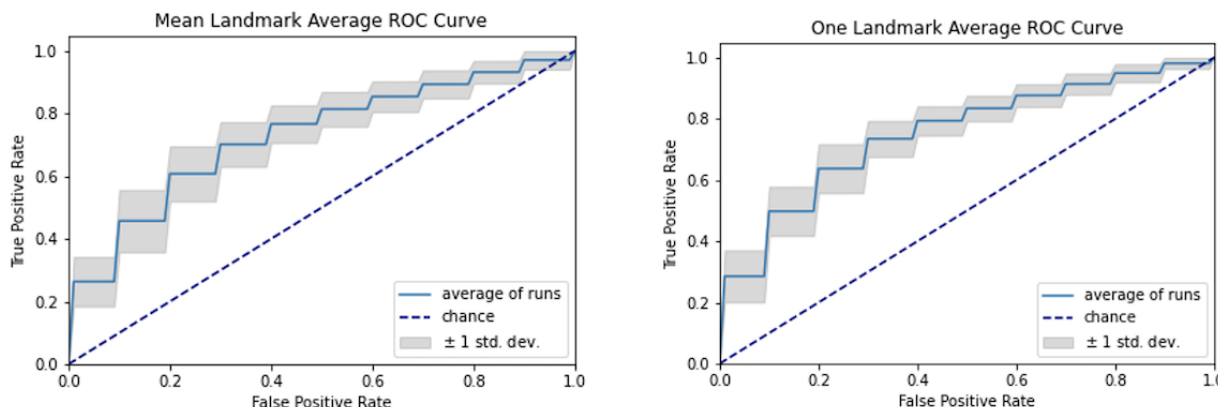 Mean Landmark Average ROC Curve
True Positive Rate
1.0
0.8
0.6
0.4
0.2
0.0
average of runs
chance
± 1 std. dev.
0.0 0.2 0.4 0.6 0.8 1.0
False Positive Rate
One Landmark Average ROC Curve
True Positive Rate
1.0
0.8
0.6
0.4
0.2
0.0
average of runs
chance
± 1 std. dev.
0.0 0.2 0.4 0.6 0.8 1.0
False Positive Rate